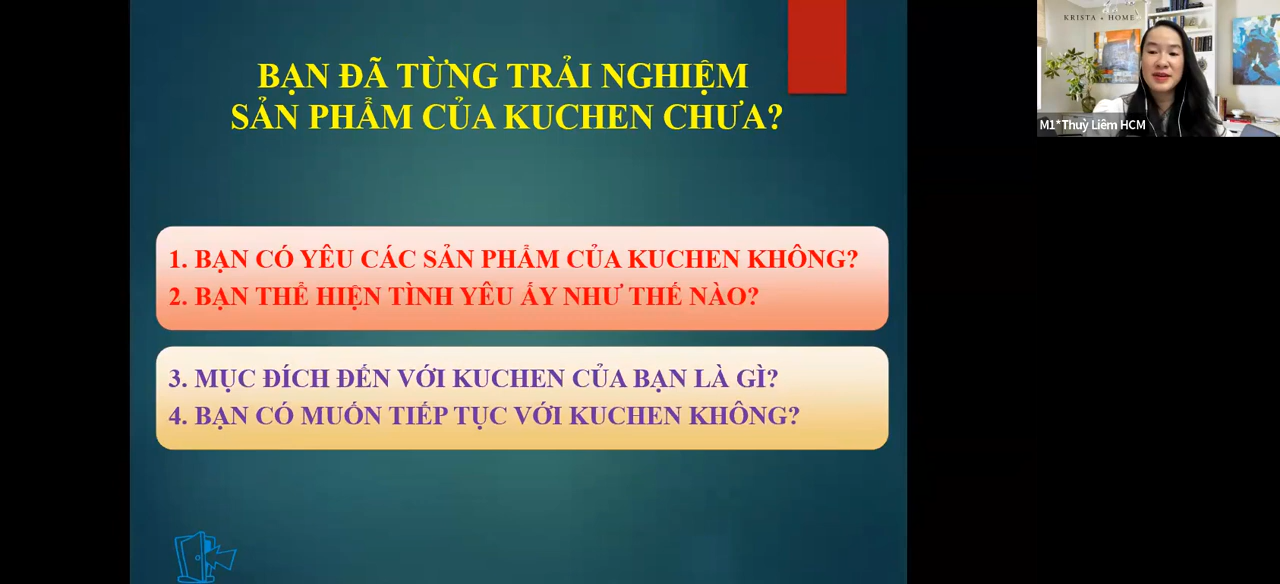 BẠN ĐÃ TỪNG TRẢI NGHIỆM
SẢN PHẨM CỦA KUCHEN CHƯA?
1. BẠN CÓ YÊU CÁC SẢN PHẨM CỦA KUCHEN KHÔNG?
2. BẠN THỂ HIỆN TÌNH YÊU ẤY NHƯ THẾ NÀO?
3. MỤC ĐÍCH ĐẾN VỚI KUCHEN CỦA BẠN LÀ GÌ?
4. BẠN CÓ MUỐN TIẾP TỤC VỚI KUCHEN KHÔNG?
KRISTA + HOME
M1*Thuỳ Liêm HCM